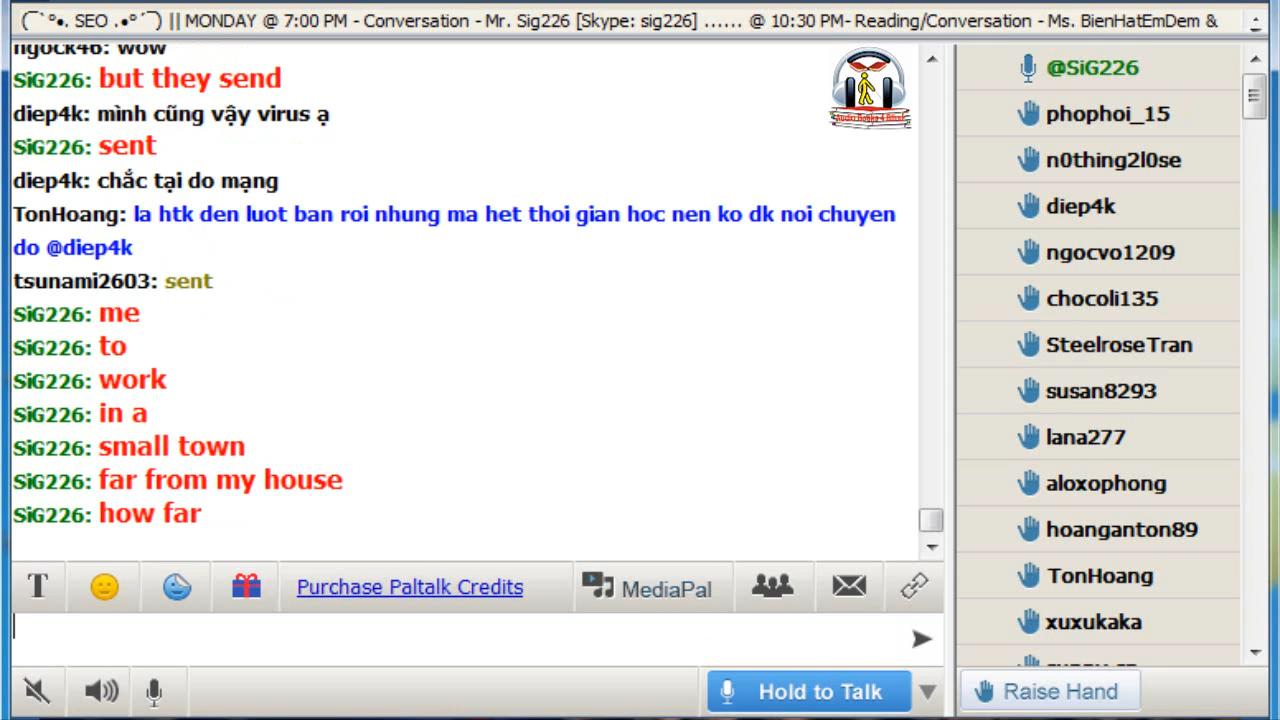 (¯`°•. SEO .•°´¯) || MONDAY @ 7:00 PM - Conversation - Mr. Sig226 [Skype: sig226] ...... @ 10:30 PM- Reading/Conversation - Ms. BienHatEmDem &
ngock46: wow
SiG226: but they send
diep4k: mình cũng vậy virus ạ
SiG226: sent
diep4k: chắc tại do mạng
TonHoang: la htk den luot ban roi nhung ma het thoi gian hoc nen ko dk noi chuyen
do @diep4k
tsunami2603: sent
SiG226: me
SiG226: to
SiG226: work
SiG226: in a
SiG226: small town
SiG226: far from my house
SiG226: how far
Audio Books 4 Blind
Purchase Paltalk Credits
MediaPal
Hold to Talk
@SiG226
phophoi_15
n0thing2l0se
diep4k
ngocvo1209
chocoli135
SteelroseTran
susan8293
lana277
aloxophong
hoanganton89
TonHoang
xuxukaka
Raise Hand